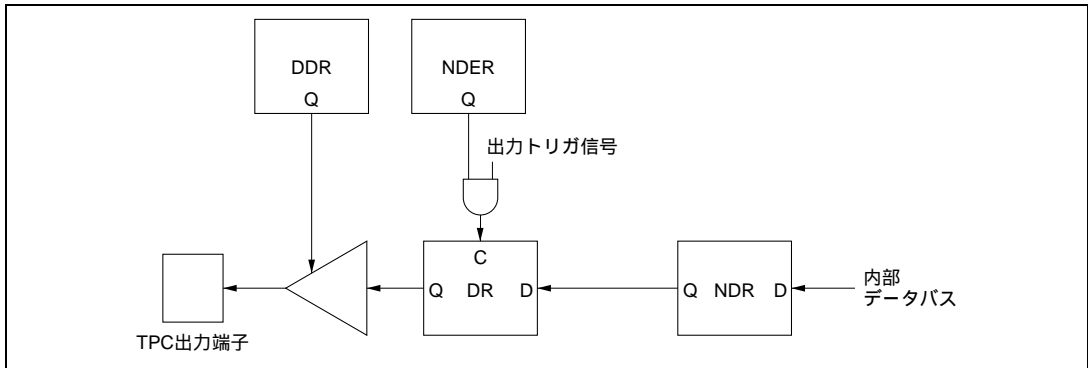 DDR
Q
NDER
Q
出力トリガ信号
C
Q DR D
Q NDR D
内部
データバス
TPC出力端子